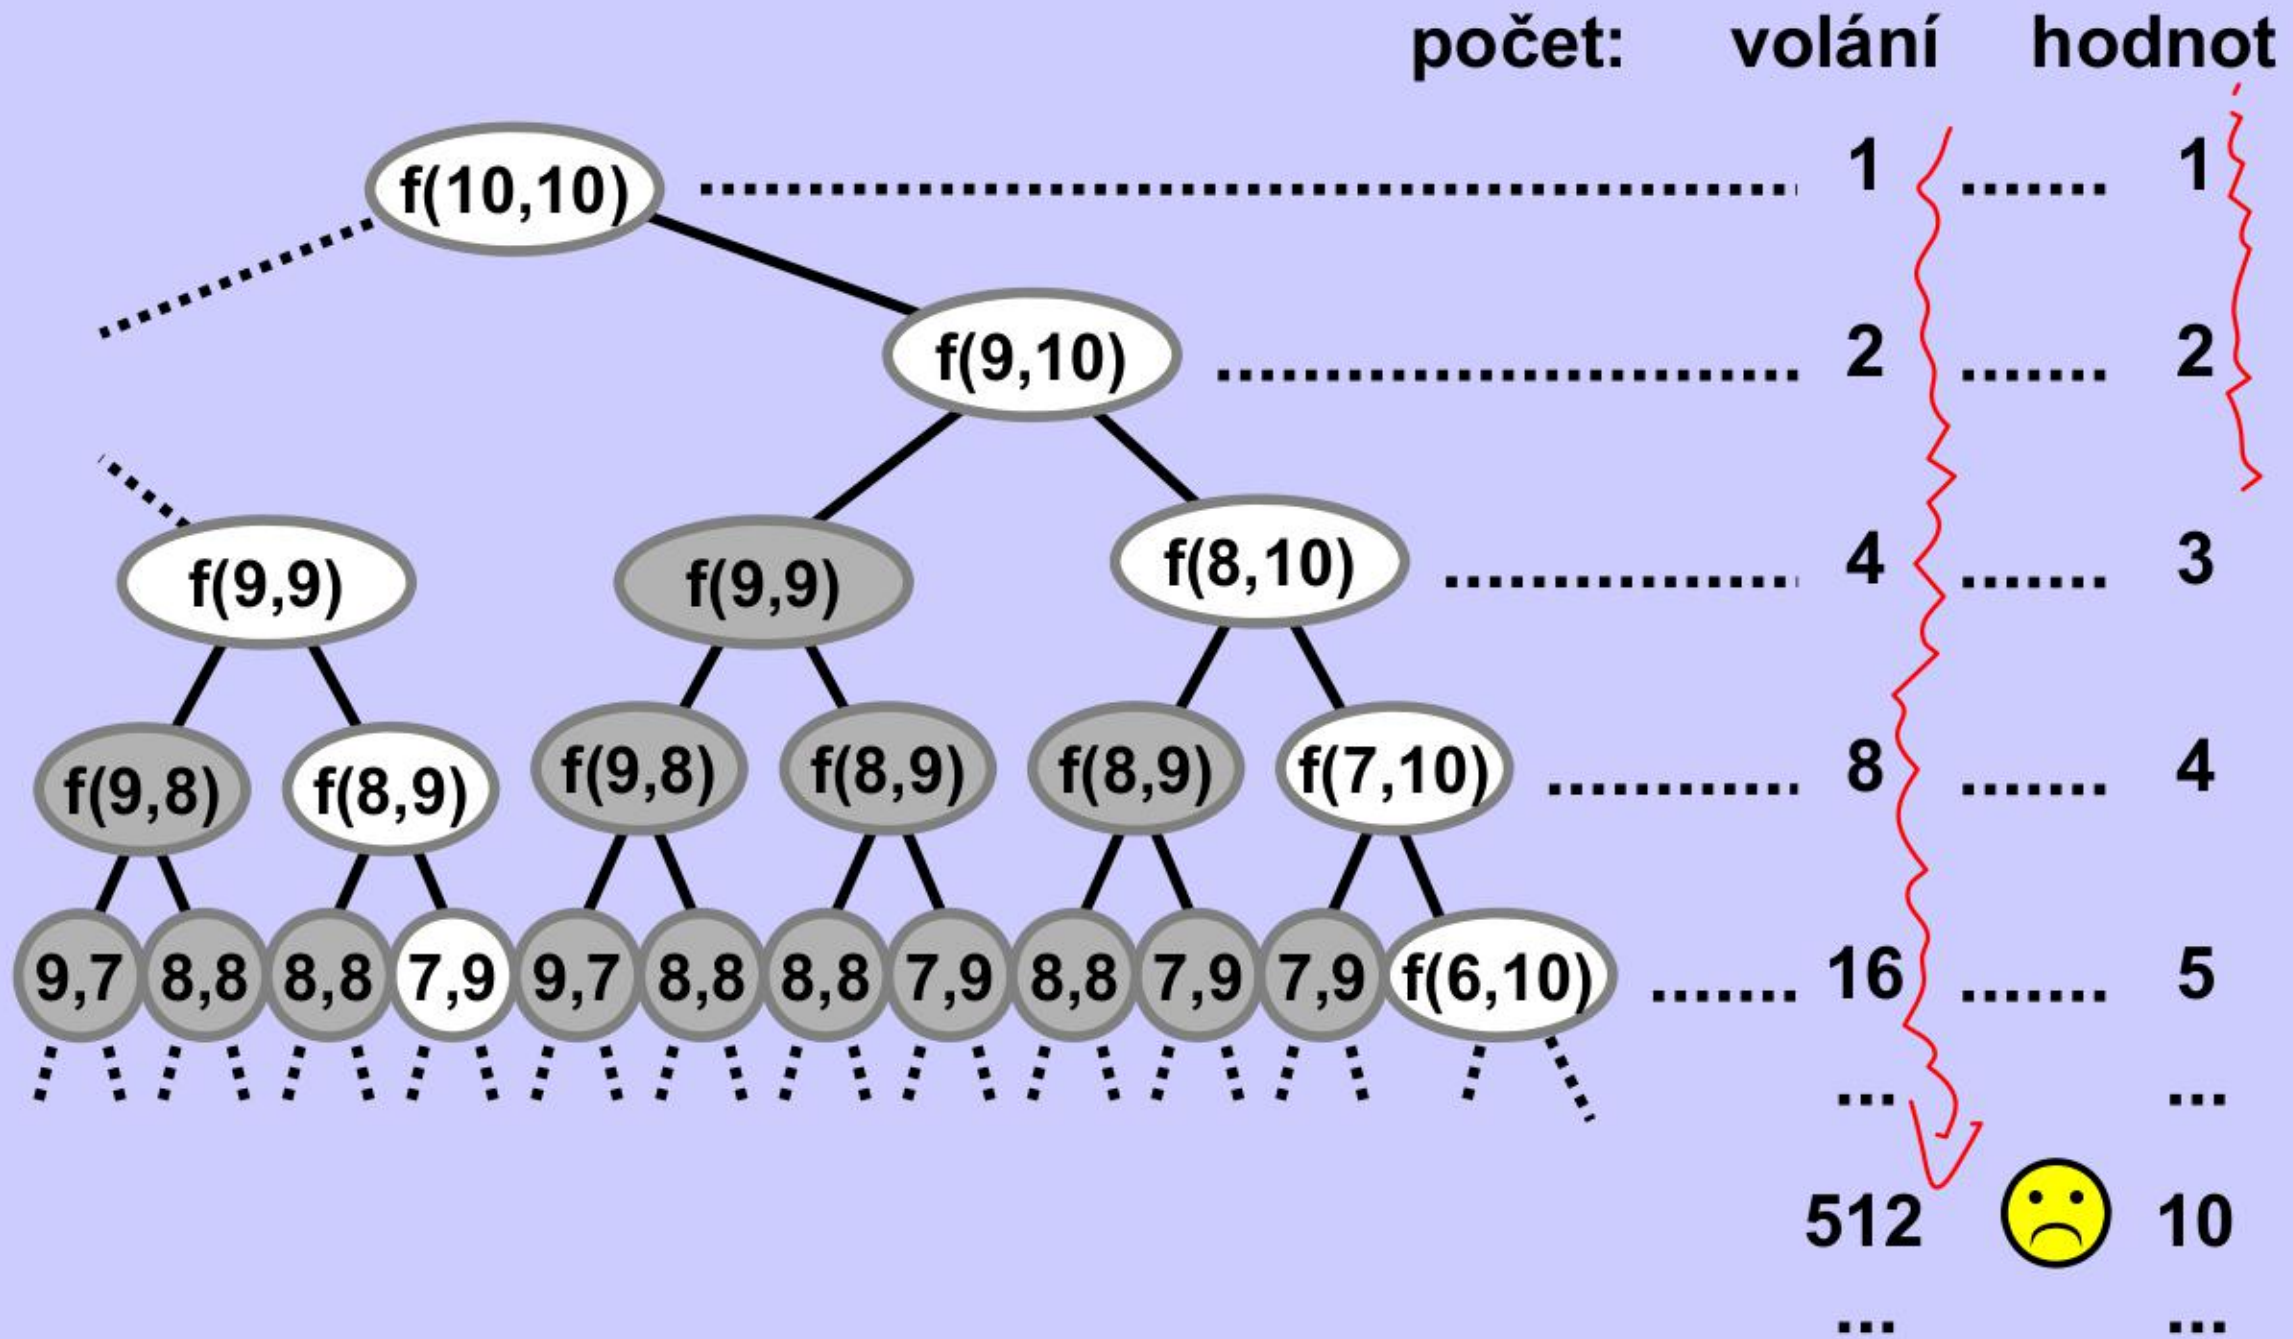 počet: volání hodnot
f(10,10) 1 1
f(9,10) 2 2
f(9,9) f(9,9) f(8,10) 4 3
f(9,8) f(8,9) f(9,8) f(8,9) f(8,9) f(7,10) 8 4
9,7 8,8 8,8 7,9 9,7 8,8 8,8 7,9 8,8 7,9 7,9 f(6,10) 16 5
... ...
512 10
... ...